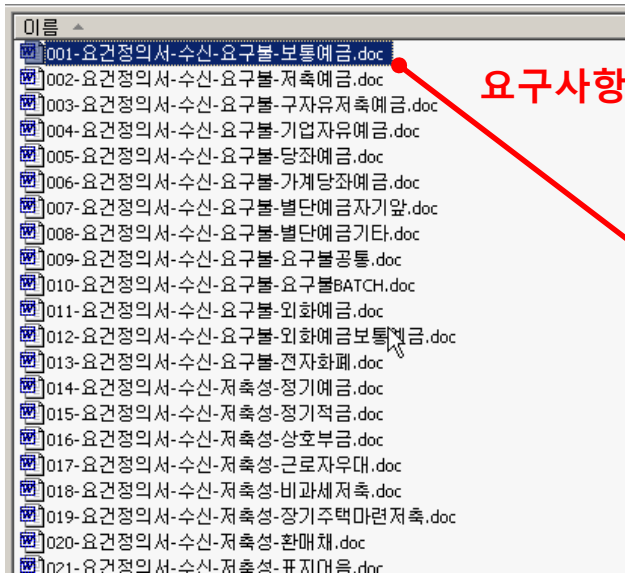 이름
001-요건정의서-수신-요구불-보통예금.doc
요구사항
002-요건정의서-수신-요구불-저축예금.doc
003-요건정의서-수신-요구불-구자유저축예금.doc
004-요건정의서-수신-요구불-기업자유예금.doc
005-요건정의서-수신-요구불-당좌예금.doc
006-요건정의서-수신-요구불-가계당좌예금.doc
007-요건정의서-수신-요구불-별단예금자기앞.doc
008-요건정의서-수신-요구불-별단예금기타.doc
009-요건정의서-수신-요구불-요구불공통.doc
010-요건정의서-수신-요구불-요구불BATCH.doc
011-요건정의서-수신-요구불-외화예금.doc
012-요건정의서-수신-요구불-외화예금보통예금.doc
013-요건정의서-수신-요구불-전자화폐.doc
014-요건정의서-수신-저축성-정기예금.doc
015-요건정의서-수신-저축성-정기적금.doc
016-요건정의서-수신-저축성-상호부금.doc
017-요건정의서-수신-저축성-근로자우대.doc
018-요건정의서-수신-저축성-비과세저축.doc
019-요건정의서-수신-저축성-장기주택마련저축.doc
020-요건정의서-수신-저축성-환매채.doc
021-요건정의서-수신-저축성-표지어음.doc